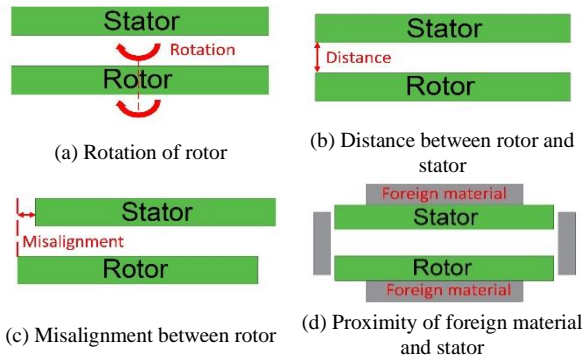 Stator
Rotation
Rotor
(a) Rotation of rotor
Stator
Distance
Rotor
(b) Distance between rotor and
stator
Stator
Misalignment
Rotor
(c) Misalignment between rotor
Foreign material
Stator
Rotor
Foreign material
(d) Proximity of foreign material
and stator